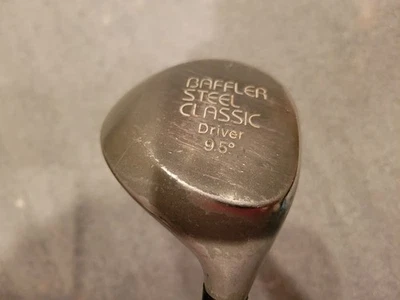 BAFFLER
STEEL
CLASSIC
Driver
9.5°